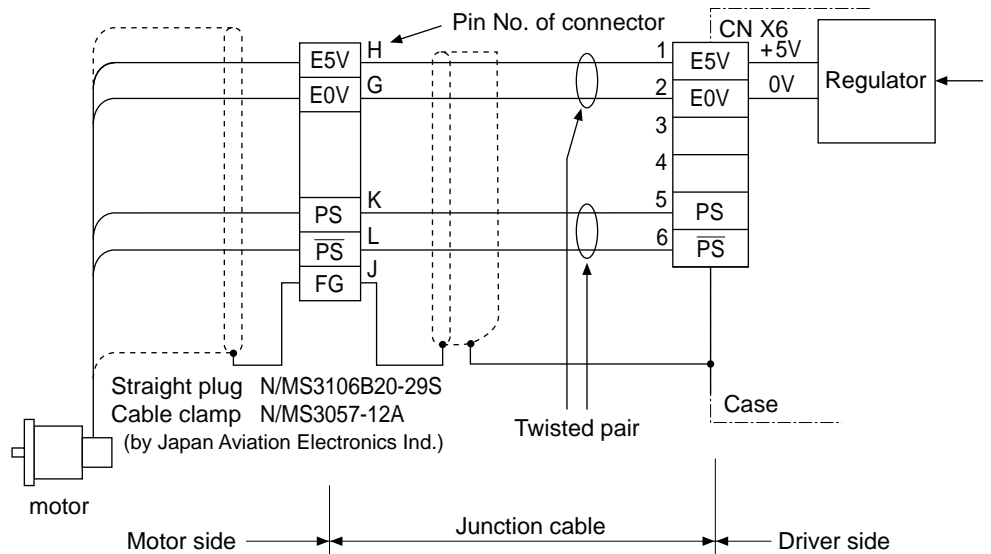 Pin No. of connector
CN X6
H
1
+5V
E5V
E5V
G
2
0V
Regulator
E0V
E0V
3
4
K
5
PS
PS
L
6
P̅S̅
P̅S̅
J
FG
Straight plug N/MS3106B20-29S
Cable clamp N/MS3057-12A
(by Japan Aviation Electronics Ind.)
Twisted pair
Case
motor
Motor side
Junction cable
Driver side